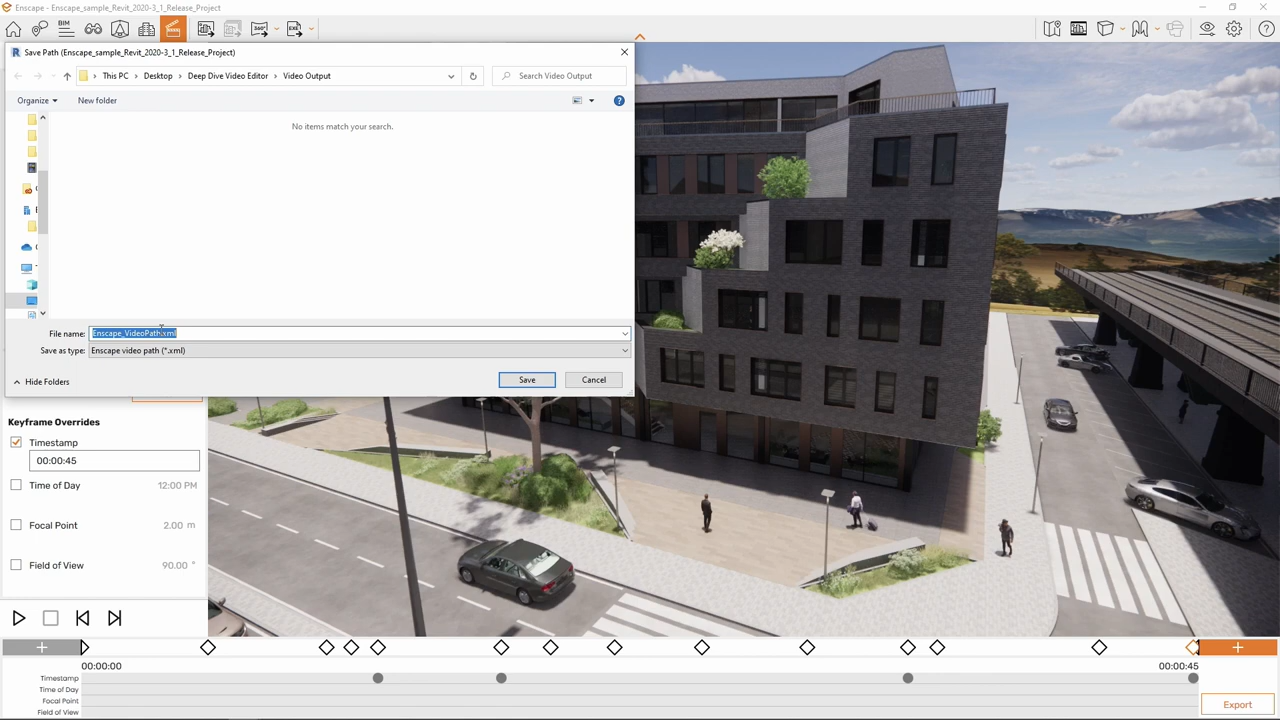 Enscape - Enscape_sample_Revit_2020-3_1_Release_Project
BIM
360°
EXE
Save Path (Enscape_sample_Revit_2020-3_1_Release_Project)
This PC > Desktop > Deep Dive Video Editor > Video Output
Search Video Output
Organize
New folder
No items match your search.
File name:
Enscape_VideoPath.xml
Save as type:
Enscape video path (*.xml)
Hide Folders
Save
Cancel
Keyframe Overrides
Timestamp
00:00:45
Time of Day
12:00 PM
Focal Point
2.00 m
Field of View
90.00 °
00:00:00
00:00:45
Timestamp
Time of Day
Focal Point
Field of View
Export